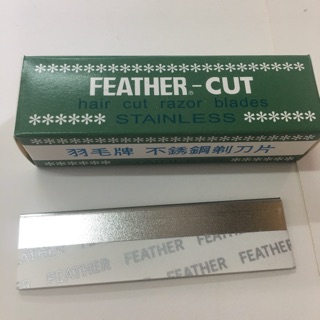 ******************
FEATHER®-CUT
hair cut razor blades
****** STAINLESS ******
羽毛牌 不銹鋼剃刀片
FEATHER FEATHER FEATHER
FEATHER FEATHER